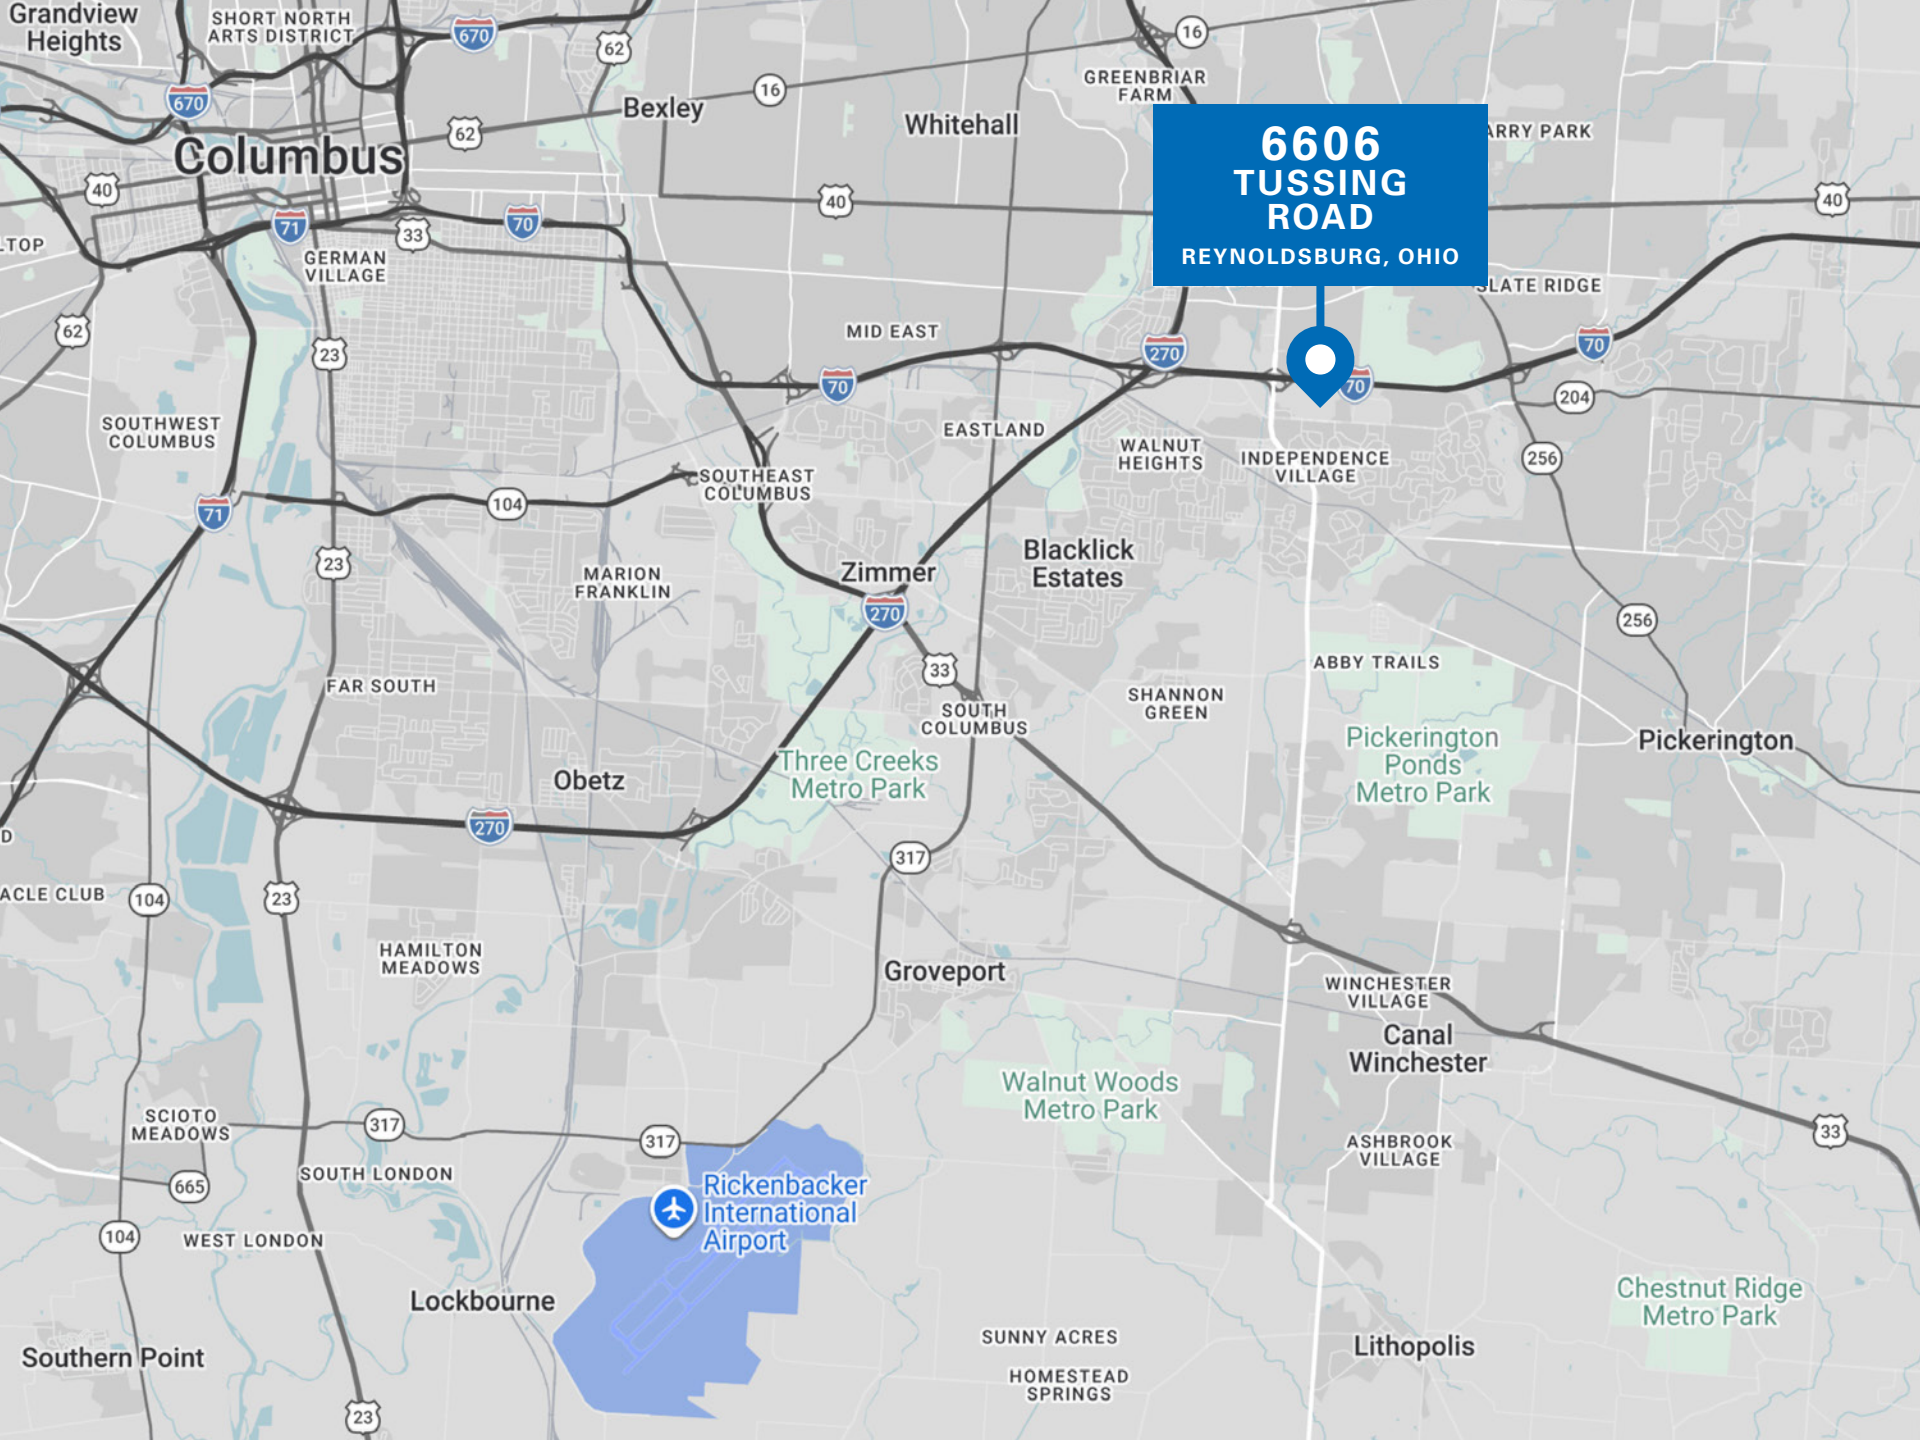 Grandview
Heights
SHORT NORTH
ARTS DISTRICT
670
62
16
16
GREENBRIAR
FARM
670
Bexley
Whitehall
62
Columbus
6606
TUSSING
ROAD
REYNOLDSBURG, OHIO
ARRY PARK
40
40
40
71
33
70
LTOP
GERMAN
VILLAGE
SLATE RIDGE
62
23
MID EAST
270
70
70
70
204
SOUTHWEST
COLUMBUS
EASTLAND
WALNUT
HEIGHTS
INDEPENDENCE
VILLAGE
256
SOUTHEAST
COLUMBUS
104
71
23
MARION
FRANKLIN
Zimmer
Blacklick
Estates
270
256
33
ABBY TRAILS
FAR SOUTH
SHANNON
GREEN
SOUTH
COLUMBUS
Pickerington
Ponds
Metro Park
Pickerington
Obetz
Three Creeks
Metro Park
270
D
317
ACLE CLUB
104
23
HAMILTON
MEADOWS
Groveport
WINCHESTER
VILLAGE
Canal
Winchester
Walnut Woods
Metro Park
SCIOTO
MEADOWS
317
317
33
ASHBROOK
VILLAGE
SOUTH LONDON
665
Rickenbacker
International
Airport
104
WEST LONDON
Lockbourne
Chestnut Ridge
Metro Park
SUNNY ACRES
Lithopolis
Southern Point
HOMESTEAD
SPRINGS
23